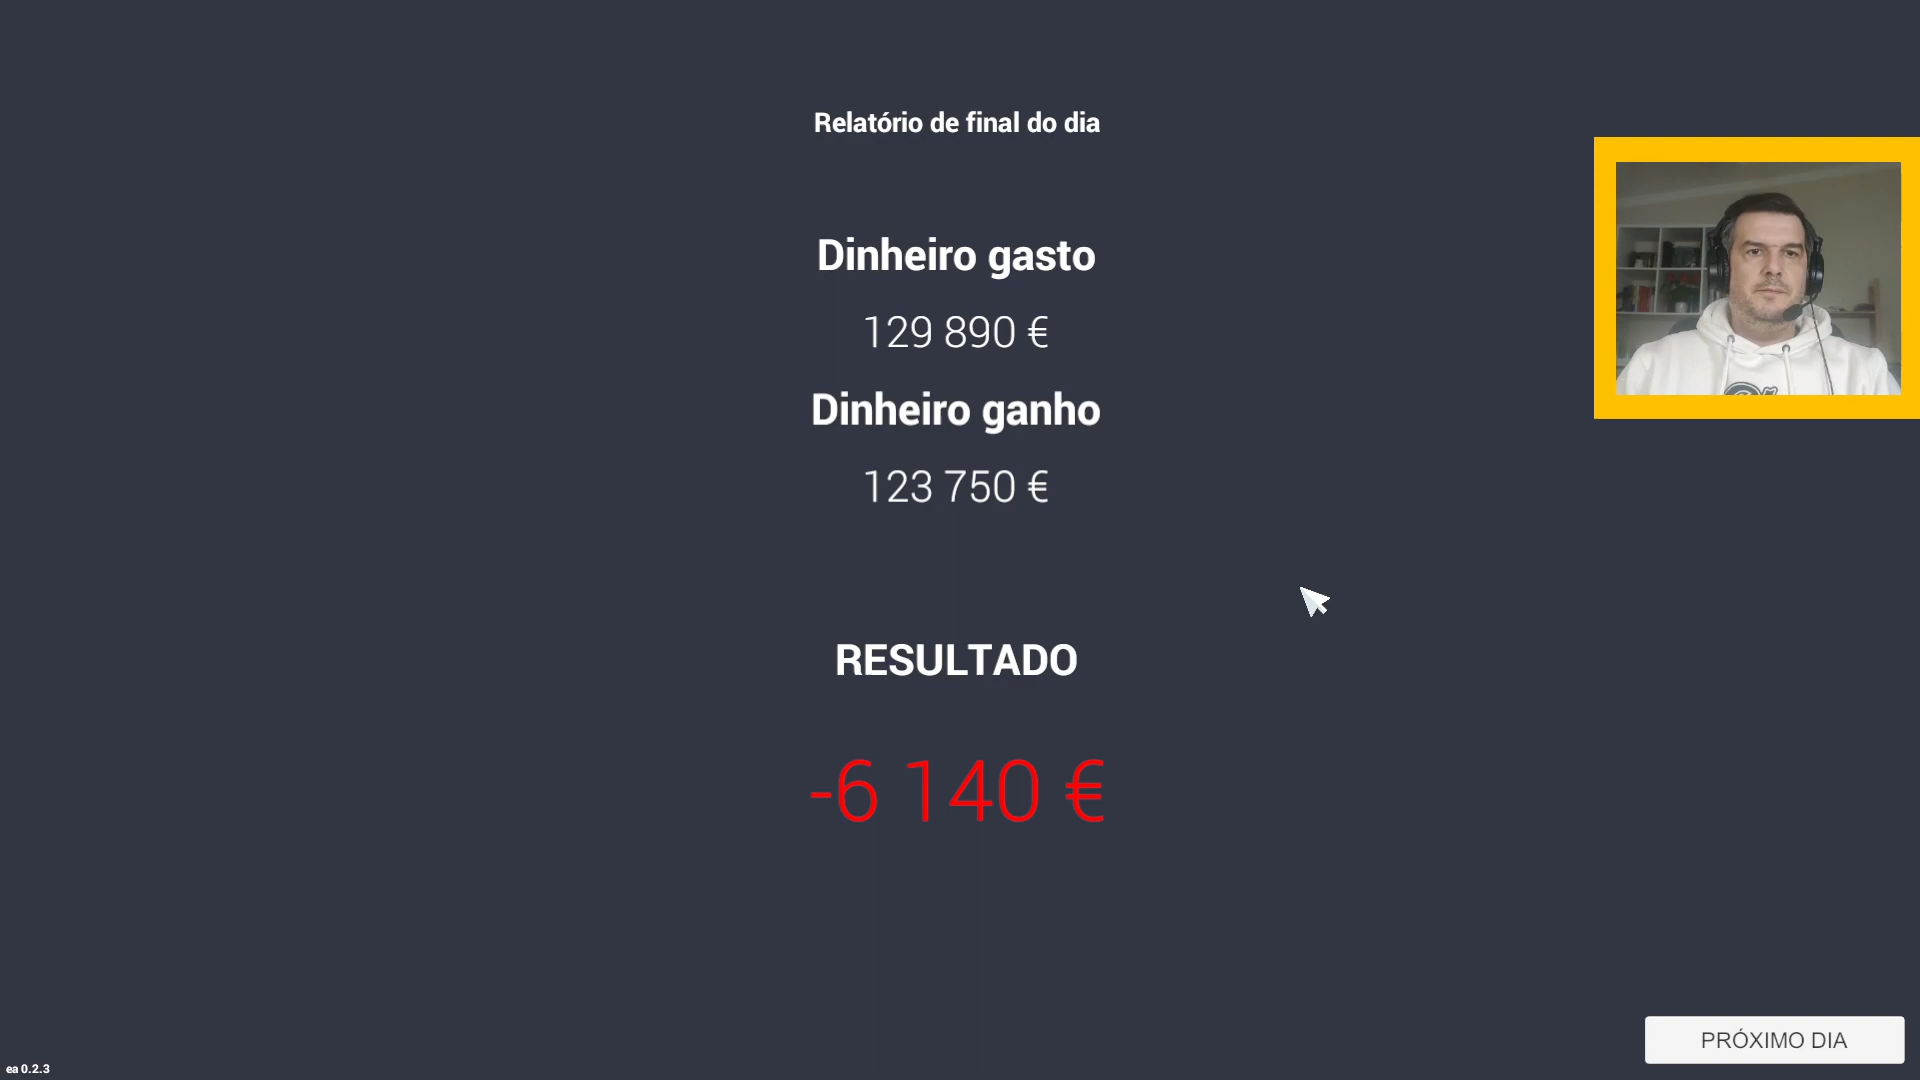 Relatório de final do dia
Dinheiro gasto
129 890 €
Dinheiro ganho
123 750 €
RESULTADO
-6 140 €
PRÓXIMO DIA
ea 0.2.3